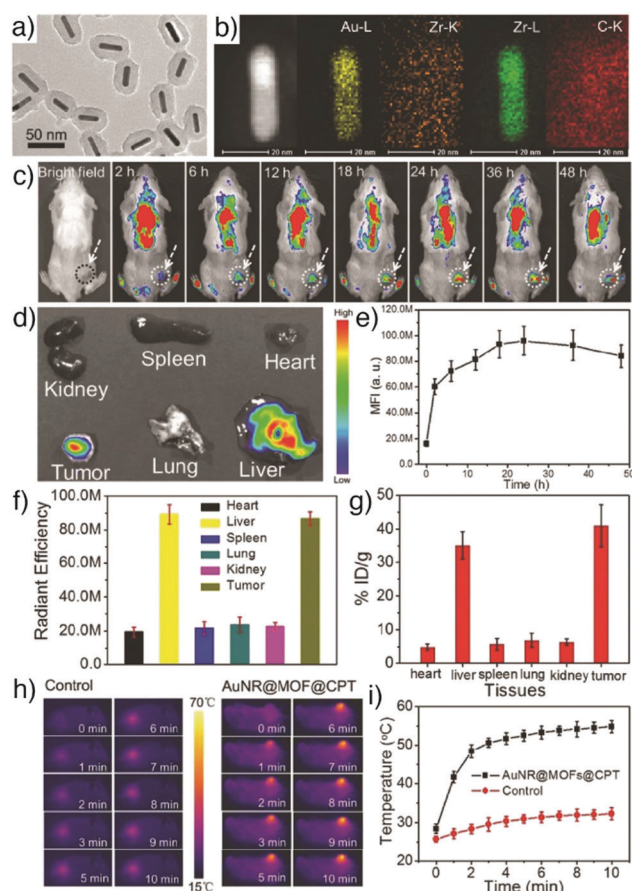 a)
50 nm
b)
Au-L Zr-K Zr-L C-K
20 nm 20 nm 20 nm 20 nm 20 nm
c)
Bright field 2 h 6 h 12 h 18 h 24 h 36 h 48 h
d)
Kidney Spleen Heart
Tumor Lung Liver
High
Low
e)
MFI (a. u.)
120.0M
100.0M
80.0M
60.0M
40.0M
20.0M
0.0
0 10 20 30 40 50
Time (h)
f)
Radiant Efficiency
100.0M
80.0M
60.0M
40.0M
20.0M
0.0
Heart
Liver
Spleen
Lung
Kidney
Tumor
g)
% ID/g
60
40
20
0
heart liver spleen lung kidney tumor
Tissues
h)
Control
0 min 6 min
1 min 7 min
2 min 8 min
3 min 9 min
5 min 10 min
70℃
15℃
AuNR@MOF@CPT
0 min 6 min
1 min 7 min
2 min 8 min
3 min 9 min
5 min 10 min
i)
Temperature (°C)
60
50
40
30
20
AuNR@MOFs@CPT
Control
0 2 4 6 8 10
Time (min)